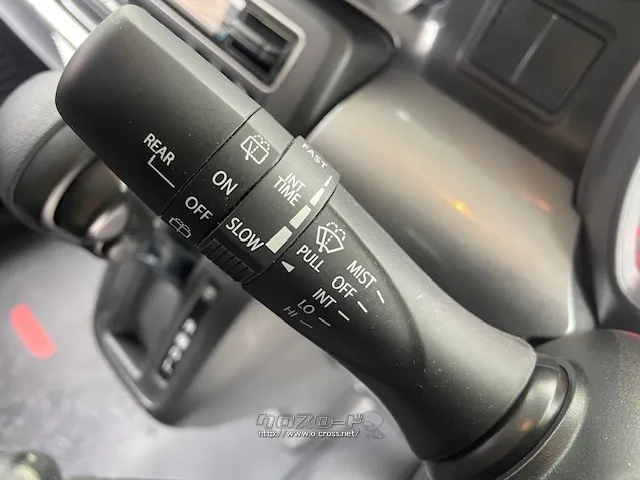 REAR
ON
OFF
FAST
INT
TIME
SLOW
PULL
MIST
OFF
INT
LO
HI
クロスロード
http://www.o-cross.net/